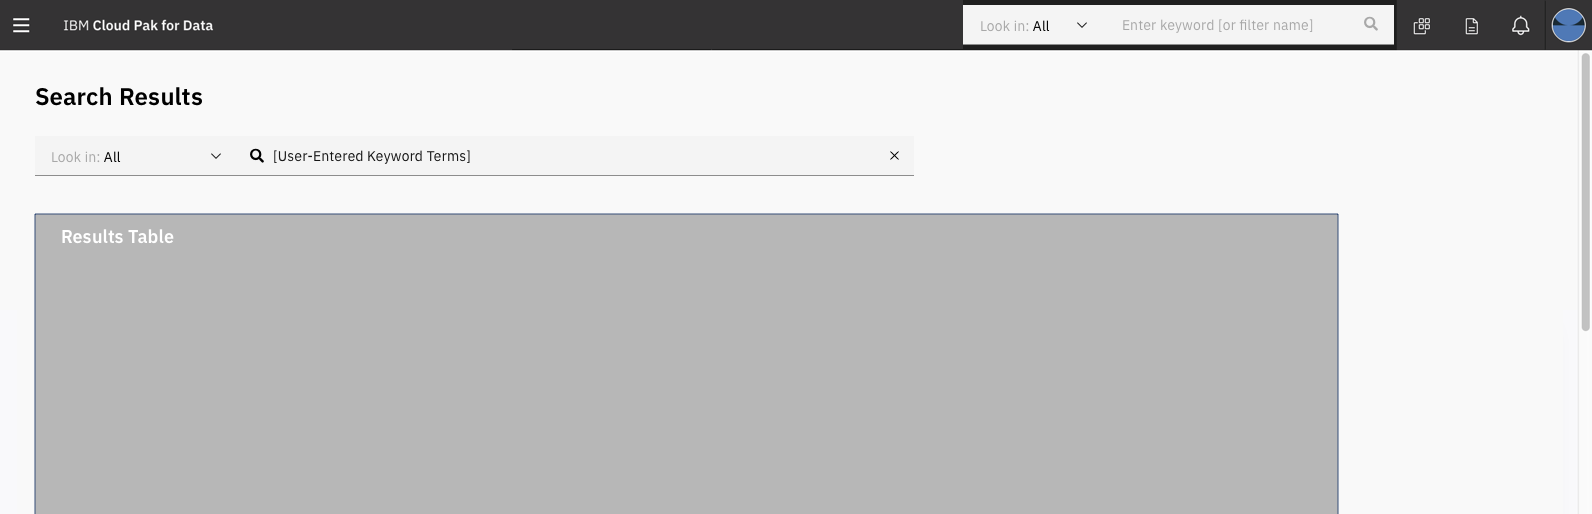 IBM Cloud Pak for Data
Look in: All
Enter keyword [or filter name]
Search Results
Look in: All
[User-Entered Keyword Terms]
Results Table